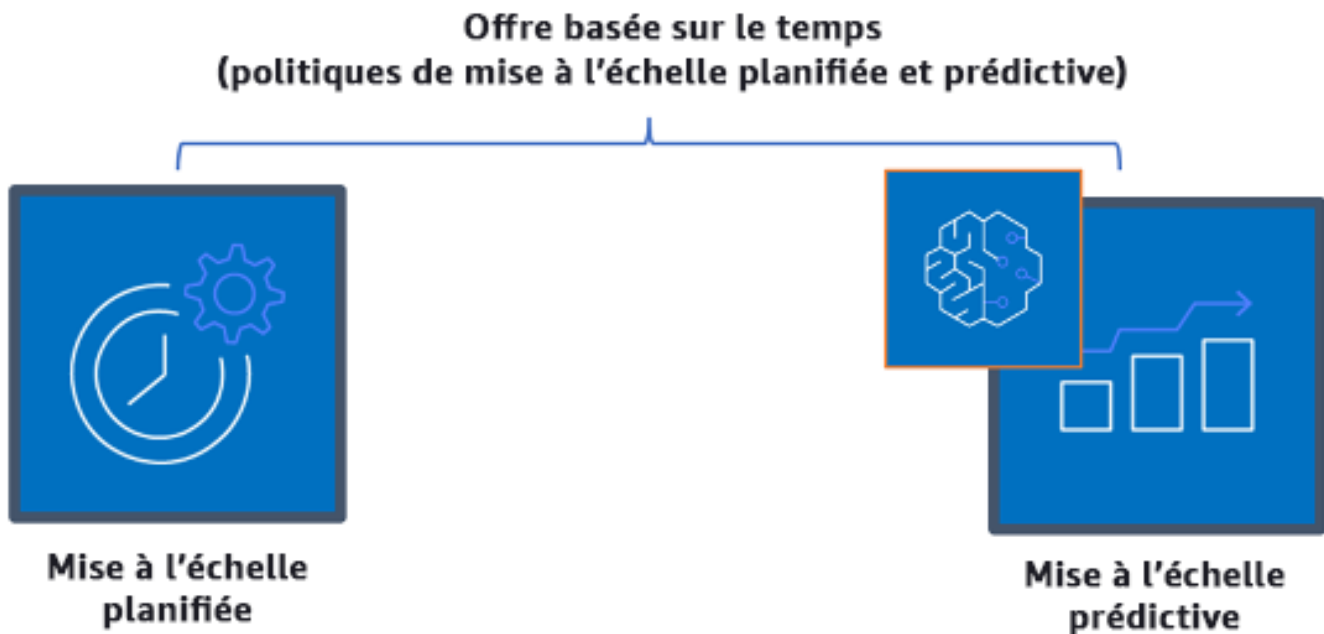 Offre basée sur le temps
(politiques de mise à l’échelle planifiée et prédictive)
Mise à l’échelle
planifiée
Mise à l’échelle
prédictive